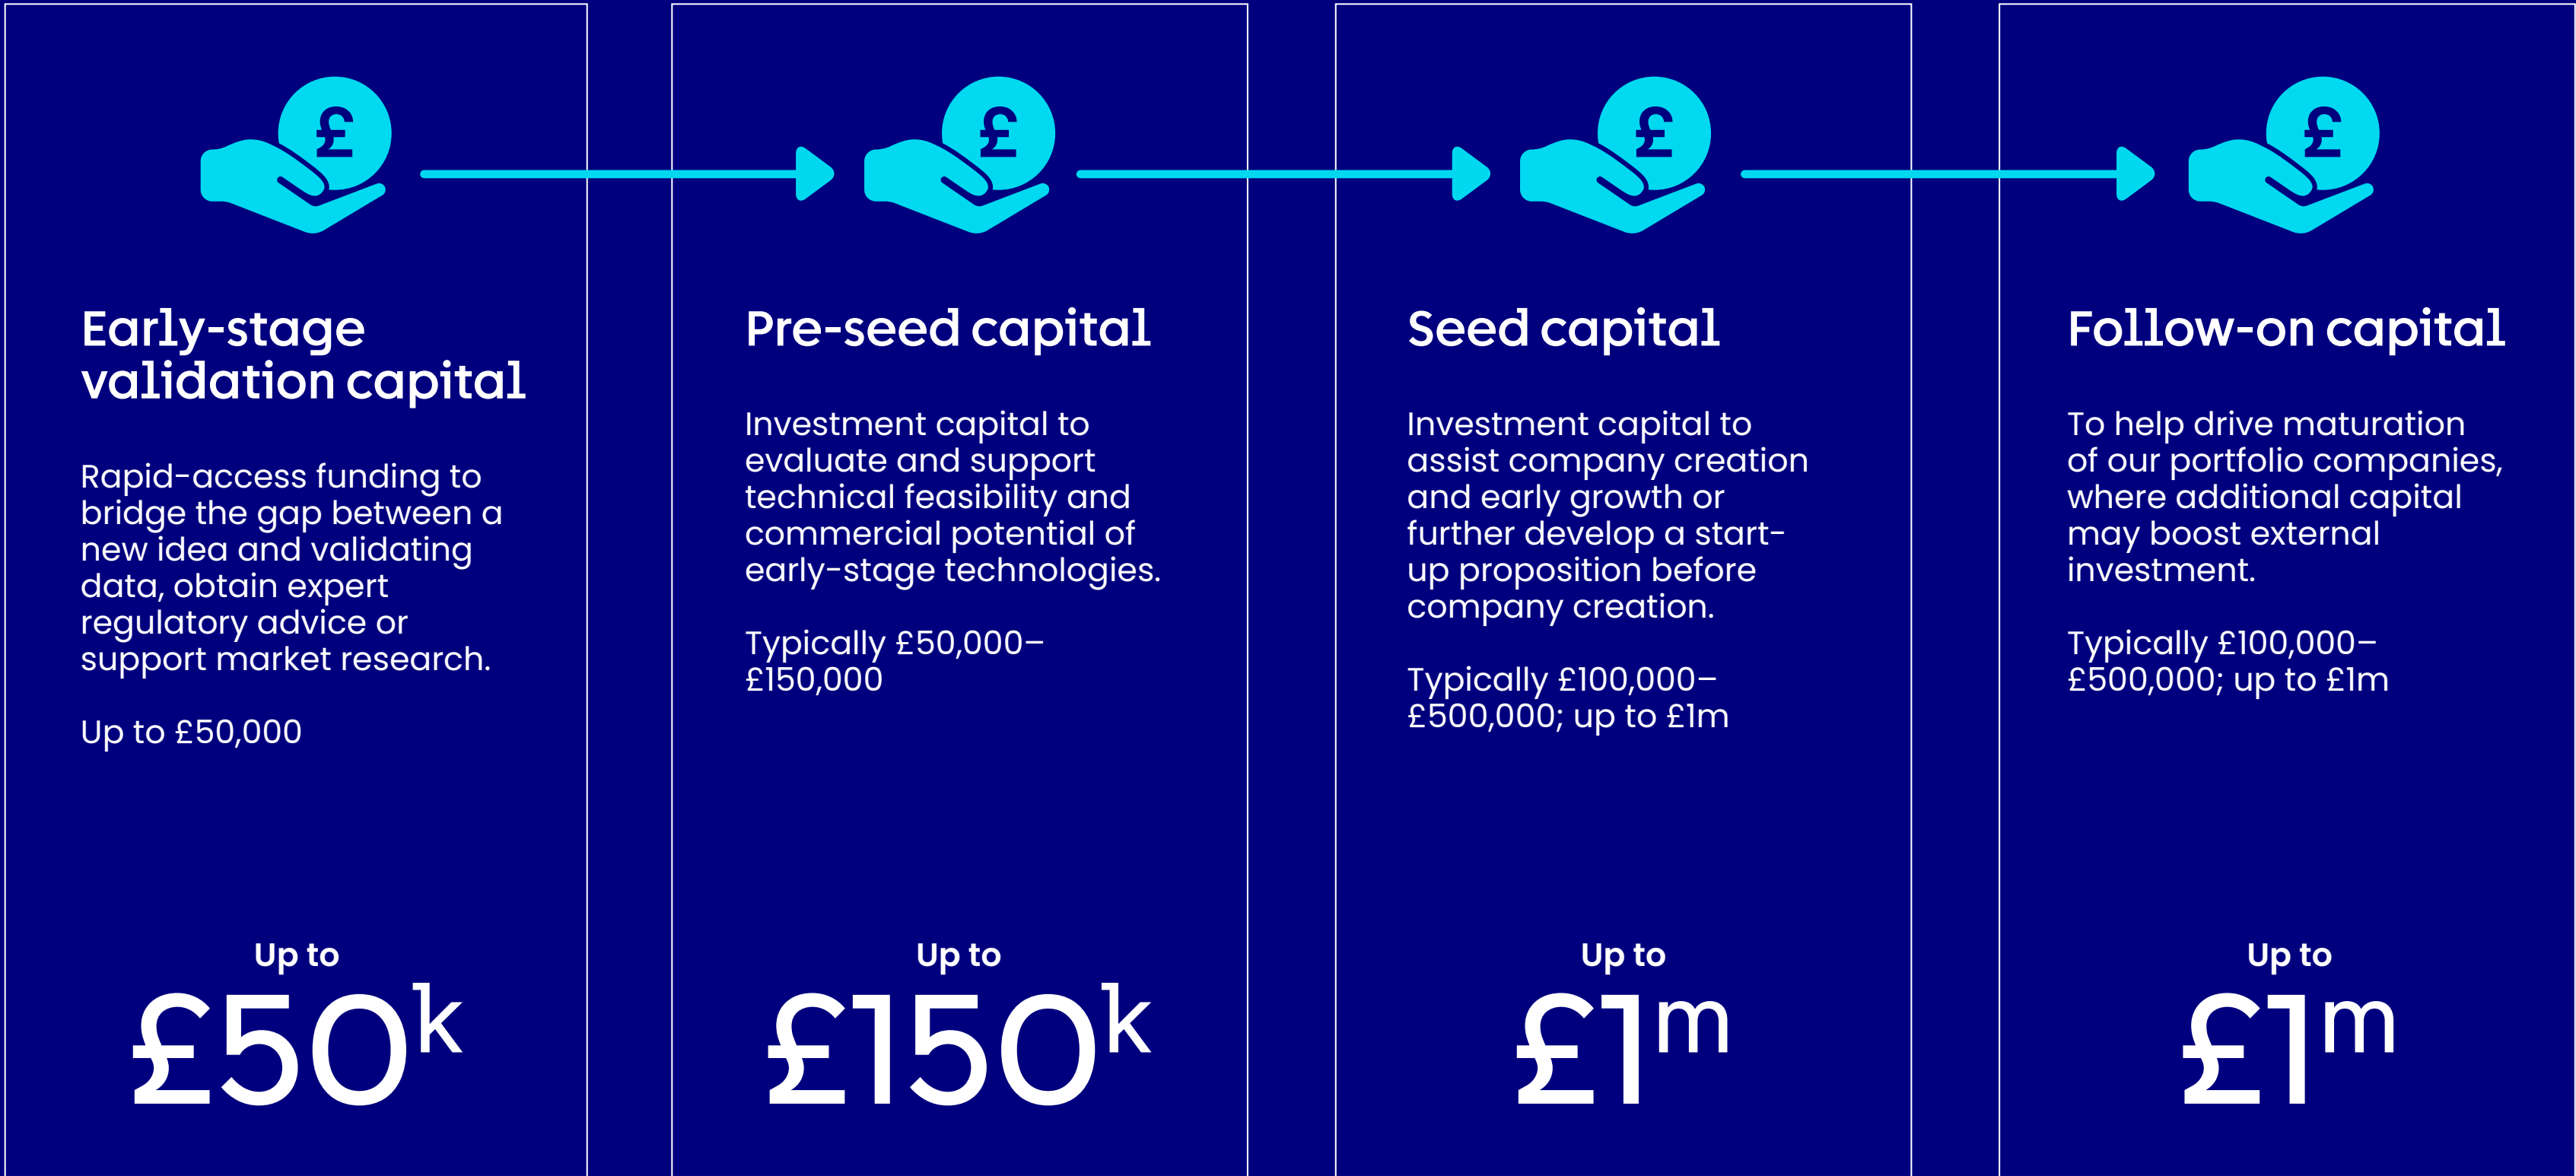 £
£
£
£
Early-stage
validation capital
Rapid-access funding to
bridge the gap between a
new idea and validating
data, obtain expert
regulatory advice or
support market research.
Up to £50,000
Up to
£50k
Pre-seed capital
Investment capital to
evaluate and support
technical feasibility and
commercial potential of
early-stage technologies.
Typically £50,000–
£150,000
Up to
£150k
Seed capital
Investment capital to
assist company creation
and early growth or
further develop a start-
up proposition before
company creation.
Typically £100,000–
£500,000; up to £1m
Up to
£1m
Follow-on capital
To help drive maturation
of our portfolio companies,
where additional capital
may boost external
investment.
Typically £100,000–
£500,000; up to £1m
Up to
£1m